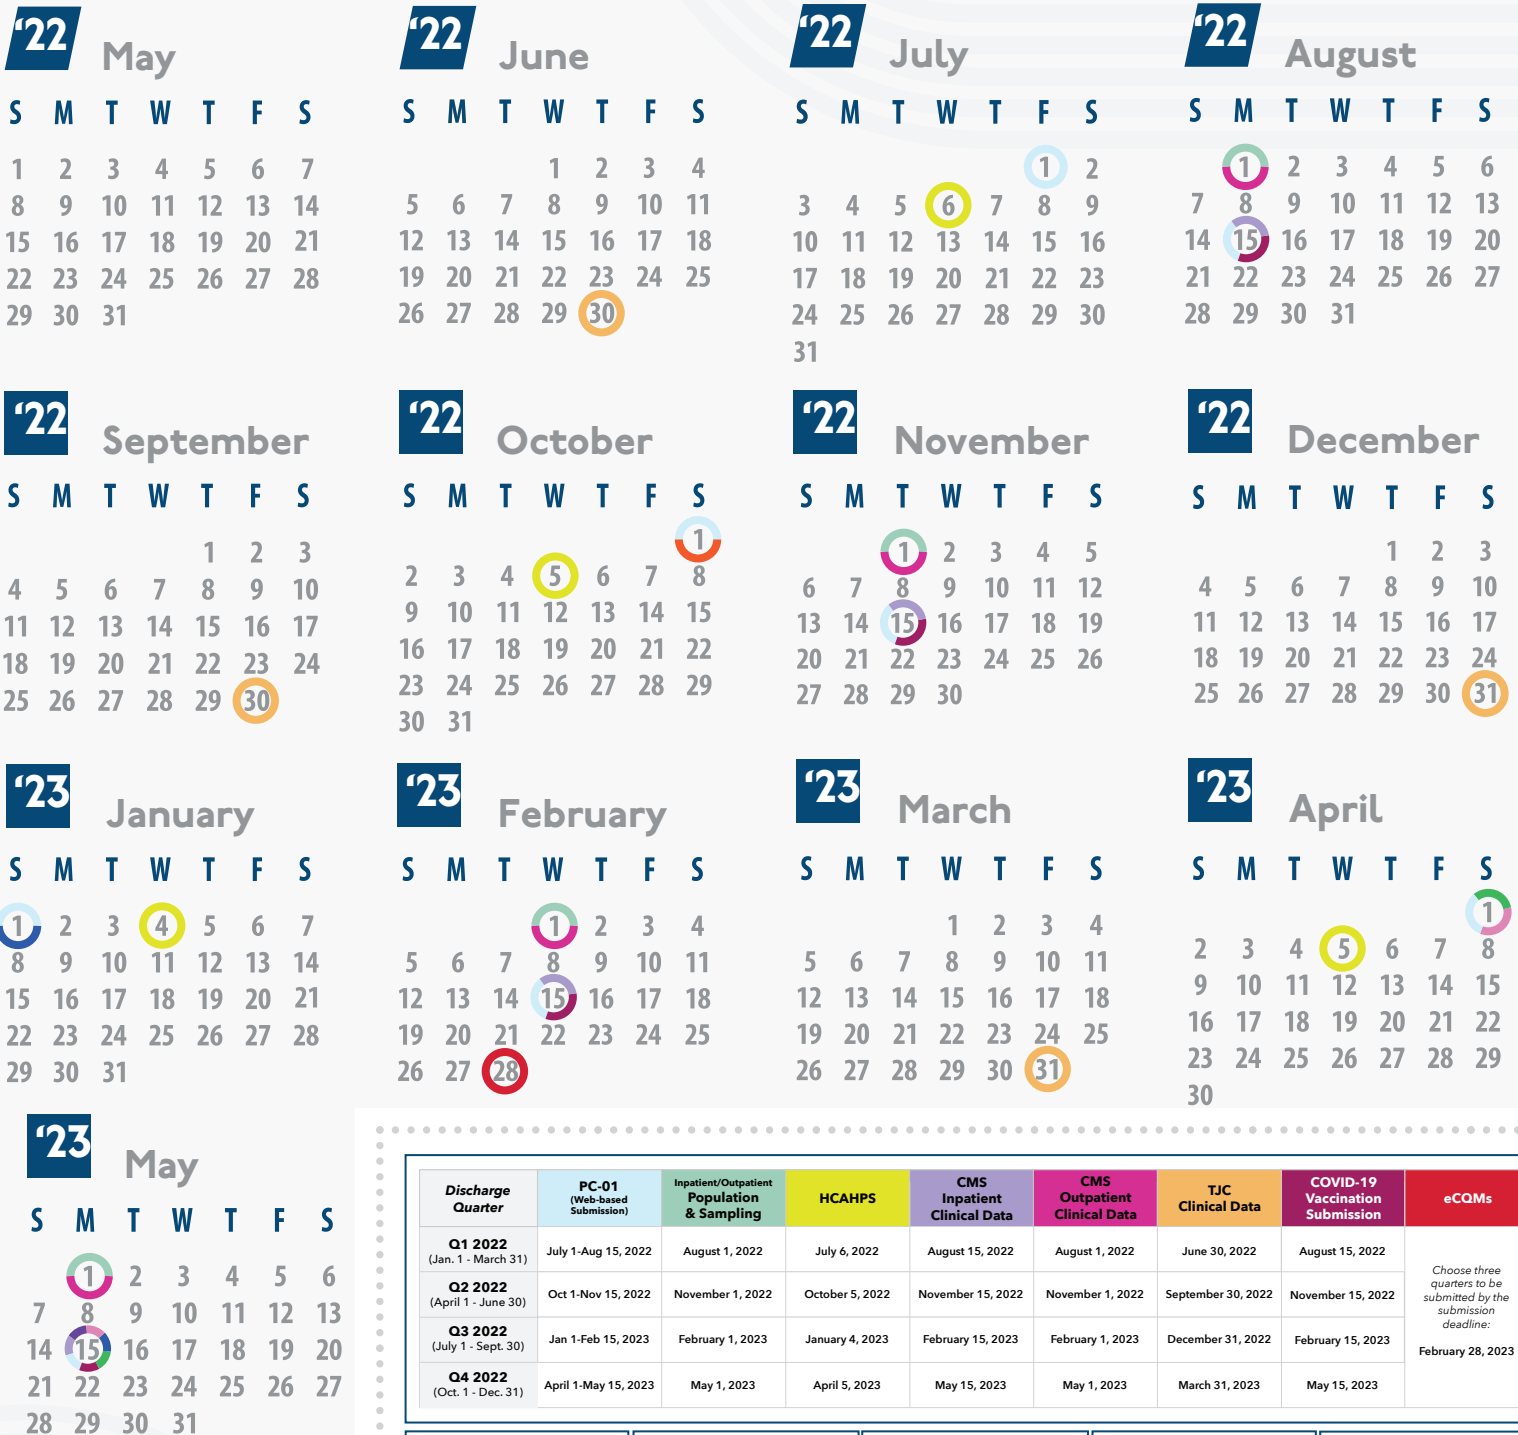 ‘22 May
S M T W T F S
1 2 3 4 5 6 7
8 9 10 11 12 13 14
15 16 17 18 19 20 21
22 23 24 25 26 27 28
29 30 31
‘22 June
S M T W T F S
1 2 3 4
5 6 7 8 9 10 11
12 13 14 15 16 17 18
19 20 21 22 23 24 25
26 27 28 29 30
‘22 July
S M T W T F S
1 2
3 4 5 6 7 8 9
10 11 12 13 14 15 16
17 18 19 20 21 22 23
24 25 26 27 28 29 30
31
‘22 August
S M T W T F S
1 2 3 4 5 6
7 8 9 10 11 12 13
14 15 16 17 18 19 20
21 22 23 24 25 26 27
28 29 30 31
‘22 September
S M T W T F S
1 2 3
4 5 6 7 8 9 10
11 12 13 14 15 16 17
18 19 20 21 22 23 24
25 26 27 28 29 30
‘22 October
S M T W T F S
1
2 3 4 5 6 7 8
9 10 11 12 13 14 15
16 17 18 19 20 21 22
23 24 25 26 27 28 29
30 31
‘22 November
S M T W T F S
1 2 3 4 5
6 7 8 9 10 11 12
13 14 15 16 17 18 19
20 21 22 23 24 25 26
27 28 29 30
‘22 December
S M T W T F S
1 2 3
4 5 6 7 8 9 10
11 12 13 14 15 16 17
18 19 20 21 22 23 24
25 26 27 28 29 30 31
‘23 January
S M T W T F S
1 2 3 4 5 6 7
8 9 10 11 12 13 14
15 16 17 18 19 20 21
22 23 24 25 26 27 28
29 30 31
‘23 February
S M T W T F S
1 2 3 4
5 6 7 8 9 10 11
12 13 14 15 16 17 18
19 20 21 22 23 24 25
26 27 28
‘23 March
S M T W T F S
1 2 3 4
5 6 7 8 9 10 11
12 13 14 15 16 17 18
19 20 21 22 23 24 25
26 27 28 29 30 31
‘23 April
S M T W T F S
1
2 3 4 5 6 7 8
9 10 11 12 13 14 15
16 17 18 19 20 21 22
23 24 25 26 27 28 29
30
‘23 May
S M T W T F S
1 2 3 4 5 6
7 8 9 10 11 12 13
14 15 16 17 18 19 20
21 22 23 24 25 26 27
28 29 30 31
Discharge
Quarter
PC-01
(Web-based
Submission)
Inpatient/Outpatient
Population
& Sampling
HCAHPS
CMS
Inpatient
Clinical Data
CMS
Outpatient
Clinical Data
TJC
Clinical Data
COVID-19
Vaccination
Submission
eCQMs
Q1 2022
(Jan. 1 - March 31)
July 1-Aug 15, 2022
August 1, 2022
July 6, 2022
August 15, 2022
August 1, 2022
June 30, 2022
August 15, 2022
Q2 2022
(April 1 - June 30)
Oct 1-Nov 15, 2022
November 1, 2022
October 5, 2022
November 15, 2022
November 1, 2022
September 30, 2022
November 15, 2022
Q3 2022
(July 1 - Sept. 30)
Jan 1-Feb 15, 2023
February 1, 2023
January 4, 2023
February 15, 2023
February 1, 2023
December 31, 2022
February 15, 2023
Q4 2022
(Oct. 1 - Dec. 31)
April 1-May 15, 2023
May 1, 2023
April 5, 2023
May 15, 2023
May 1, 2023
March 31, 2023
May 15, 2023
Choose three
quarters to be
submitted by the
submission
deadline:
February 28, 2023